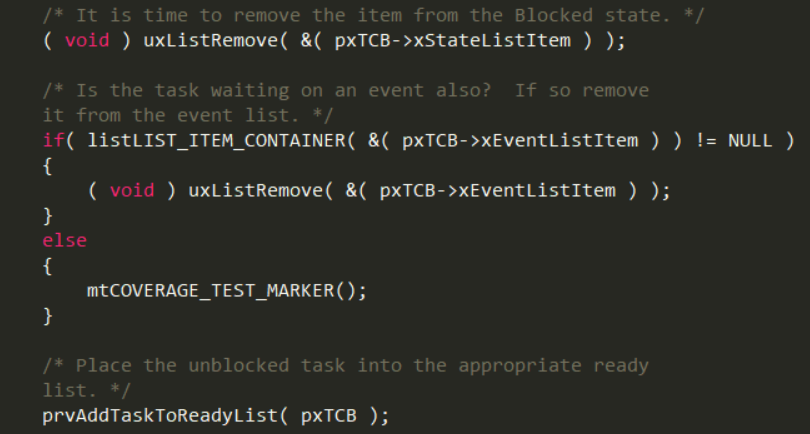 /* It is time to remove the item from the Blocked state. */
( void ) uxListRemove( &( pxTCB->xStateListItem ) );

/* Is the task waiting on an event also?  If so remove
it from the event list. */
if( listLIST_ITEM_CONTAINER( &( pxTCB->xEventListItem ) ) != NULL )
{
    ( void ) uxListRemove( &( pxTCB->xEventListItem ) );
}
else
{
    mtCOVERAGE_TEST_MARKER();
}

/* Place the unblocked task into the appropriate ready
list. */
prvAddTaskToReadyList( pxTCB );